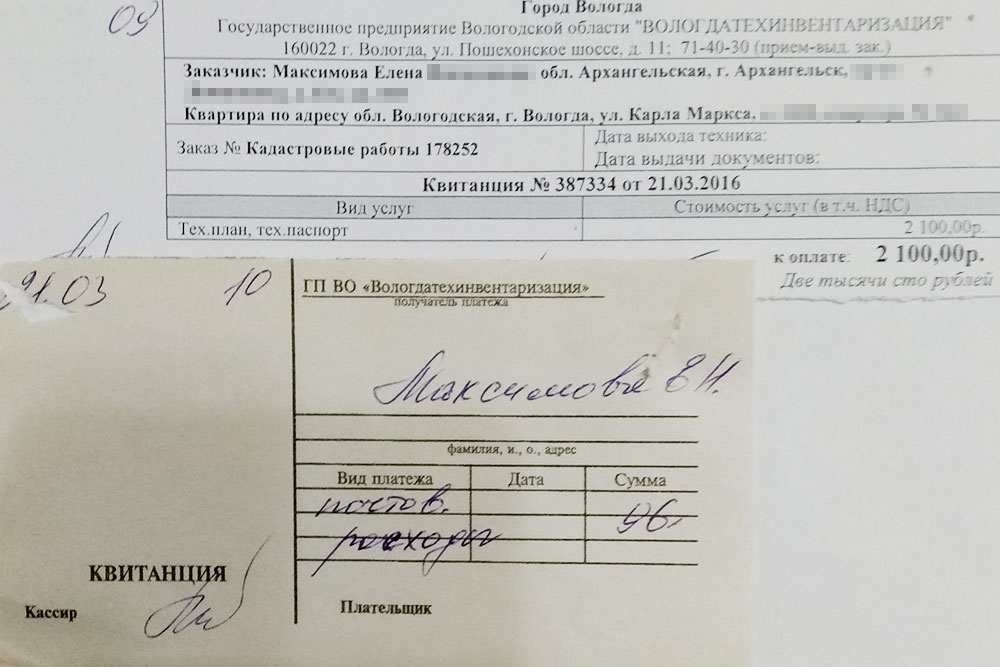 09
Город Вологда
Государственное предприятие Вологодской области "ВОЛОГДАТЕХИНВЕНТАРИЗАЦИЯ"
160022 г. Вологда, ул. Пошехонское шоссе, д. 11; 71-40-30 (прием-выд. зак.)
Заказчик: Максимова Елена обл. Архангельская, г. Архангельск,
Квартира по адресу обл. Вологодская, г. Вологда, ул. Карла Маркса,
Заказ № Кадастровые работы 178252
Дата выхода техника:
Дата выдачи документов:
Квитанция № 387334 от 21.03.2016
Вид услуг Стоимость услуг (в т.ч. НДС)
Тех.план, тех.паспорт 2 100,00р.
к оплате: 2 100,00р.
Две тысячи сто рублей
21.03 10
ГП ВО «Вологдатехинвентаризация»
получатель платежа
Максимова Е Н.
фамилия, и., о., адрес
Вид платежа Дата Сумма
почтов. 96,
расходы
КВИТАНЦИЯ
Кассир
Плательщик